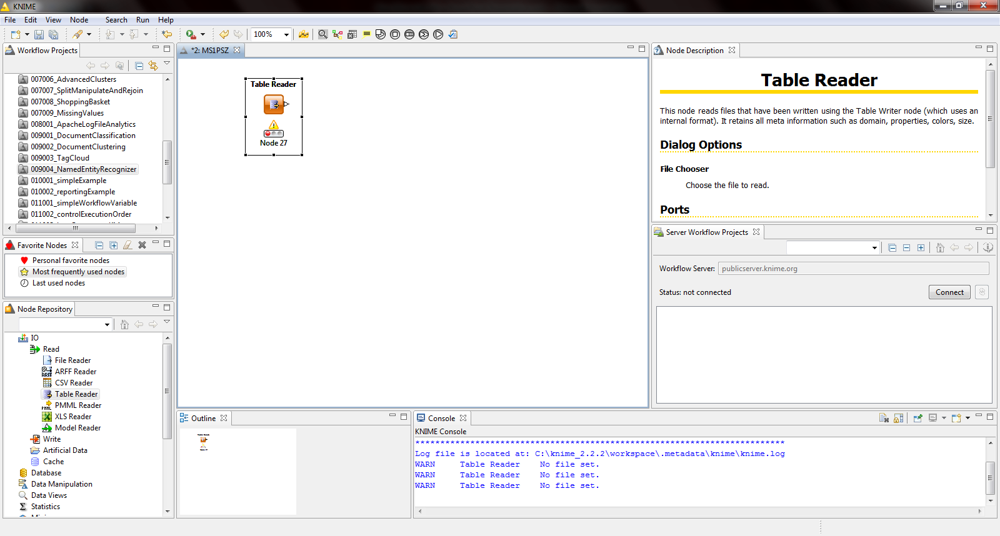 KNIME
File Edit View Node Search Run Help
100%
Workflow Projects
007006_AdvancedClusters
007007_SplitManipulateAndRejoin
007008_ShoppingBasket
007009_MissingValues
008001_ApacheLogFileAnalytics
009001_DocumentClassification
009002_DocumentClustering
009003_TagCloud
009004_NamedEntityRecognizer
010001_simpleExample
010002_reportingExample
011001_simpleWorkflowVariable
011002_controlExecutionOrder
Favorite Nodes
Personal favorite nodes
Most frequently used nodes
Last used nodes
Node Repository
IO
Read
File Reader
ARFF Reader
CSV Reader
Table Reader
PMML Reader
XLS Reader
Model Reader
Write
Artificial Data
Cache
Database
Data Manipulation
Data Views
Statistics
*2: MS1PSZ
Table Reader
Node 27
Outline
Node Description
Table Reader
This node reads files that have been written using the Table Writer node (which uses an
internal format). It retains all meta information such as domain, properties, colors, size.
Dialog Options
File Chooser
Choose the file to read.
Ports
Server Workflow Projects
Workflow Server: publicserver.knime.org
Status: not connected
Connect
Console
KNIME Console
**************************************************************************
Log file is located at: C:\knime_2.2.2\workspace\.metadata\knime\knime.log
WARN Table Reader No file set.
WARN Table Reader No file set.
WARN Table Reader No file set.